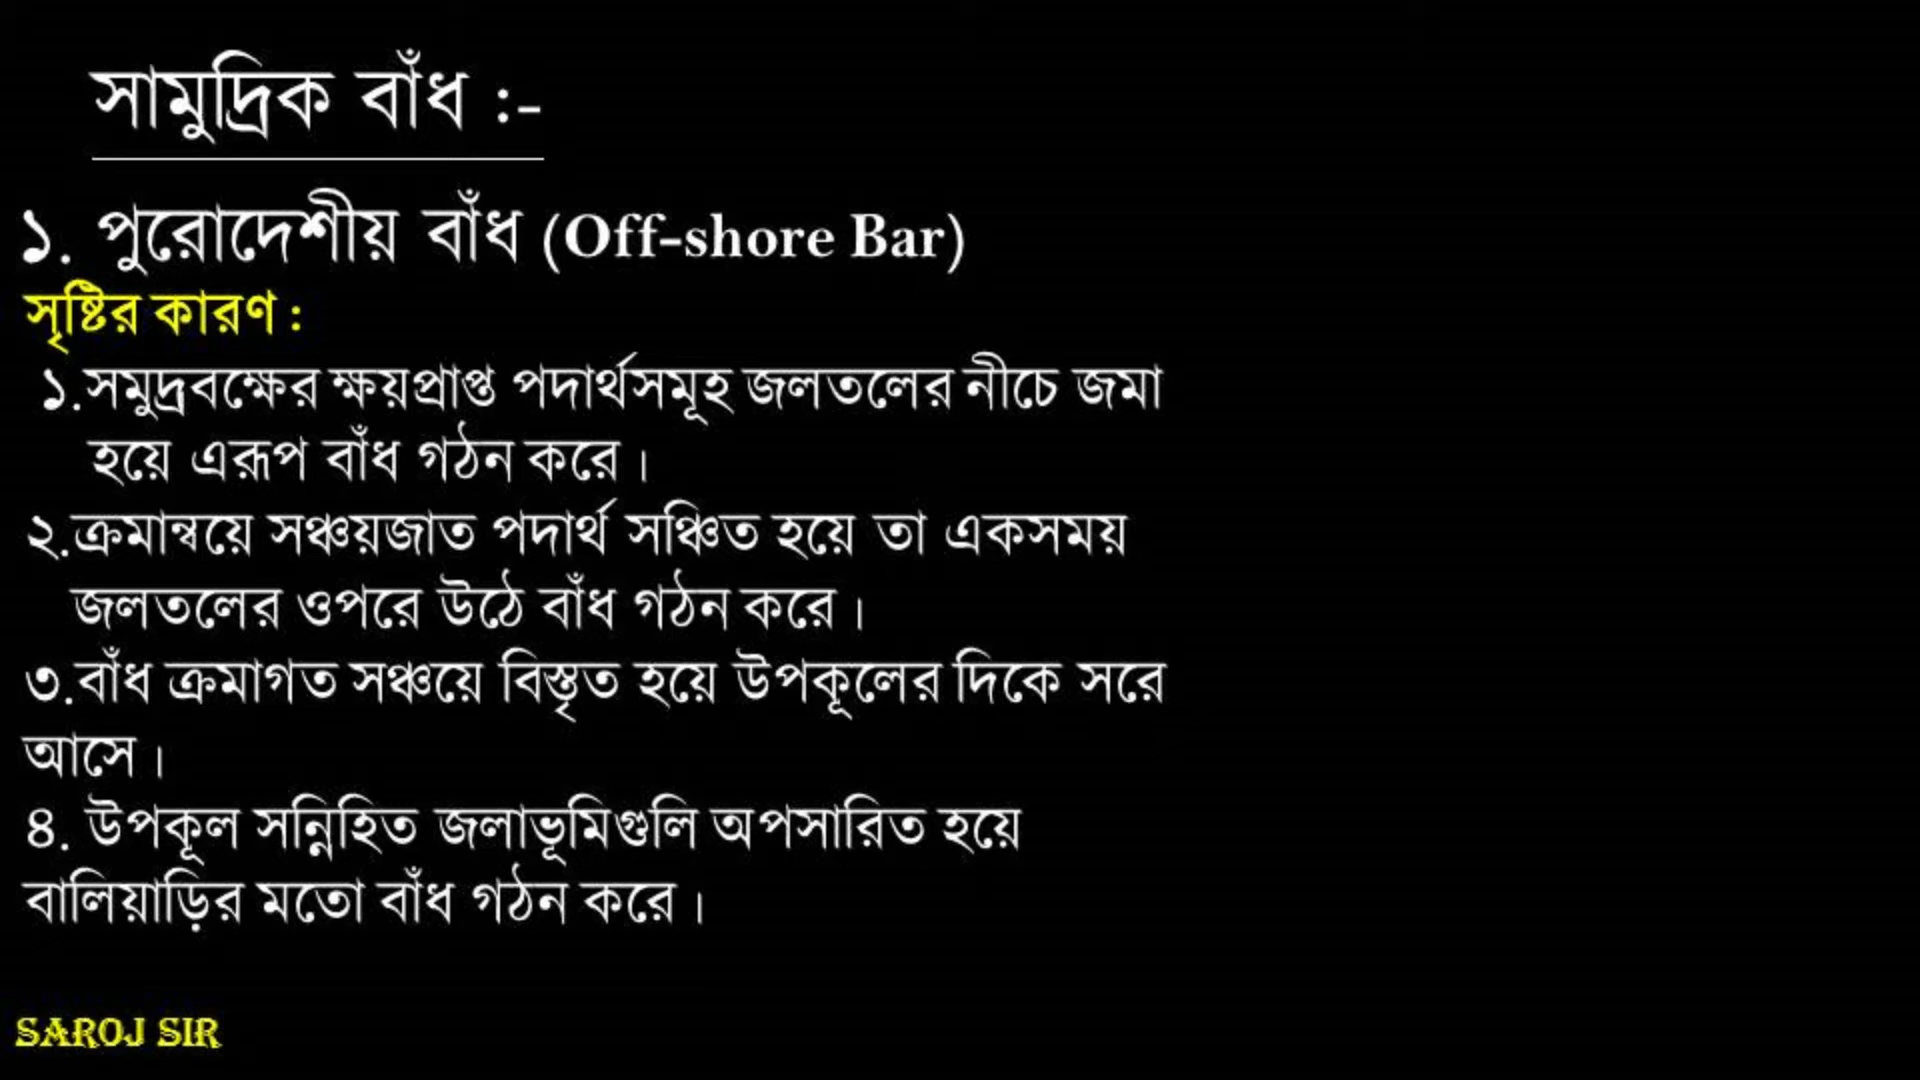 সামুদ্রিক বাঁধ :-
১. পুরোদেশীয় বাঁধ (Off-shore Bar)
সৃষ্টির কারণ :
১.সমুদ্রবক্ষের ক্ষয়প্রাপ্ত পদার্থসমূহ জলতলের নীচে জমা
হয়ে এরূপ বাঁধ গঠন করে ।
২.ক্রমান্বয়ে সঞ্চয়জাত পদার্থ সঞ্চিত হয়ে তা একসময়
জলতলের ওপরে উঠে বাঁধ গঠন করে ।
৩.বাঁধ ক্রমাগত সঞ্চয়ে বিস্তৃত হয়ে উপকূলের দিকে সরে
আসে ।
৪. উপকূল সন্নিহিত জলাভূমিগুলি অপসারিত হয়ে
বালিয়াড়ির মতো বাঁধ গঠন করে ।
SAROJ SIR